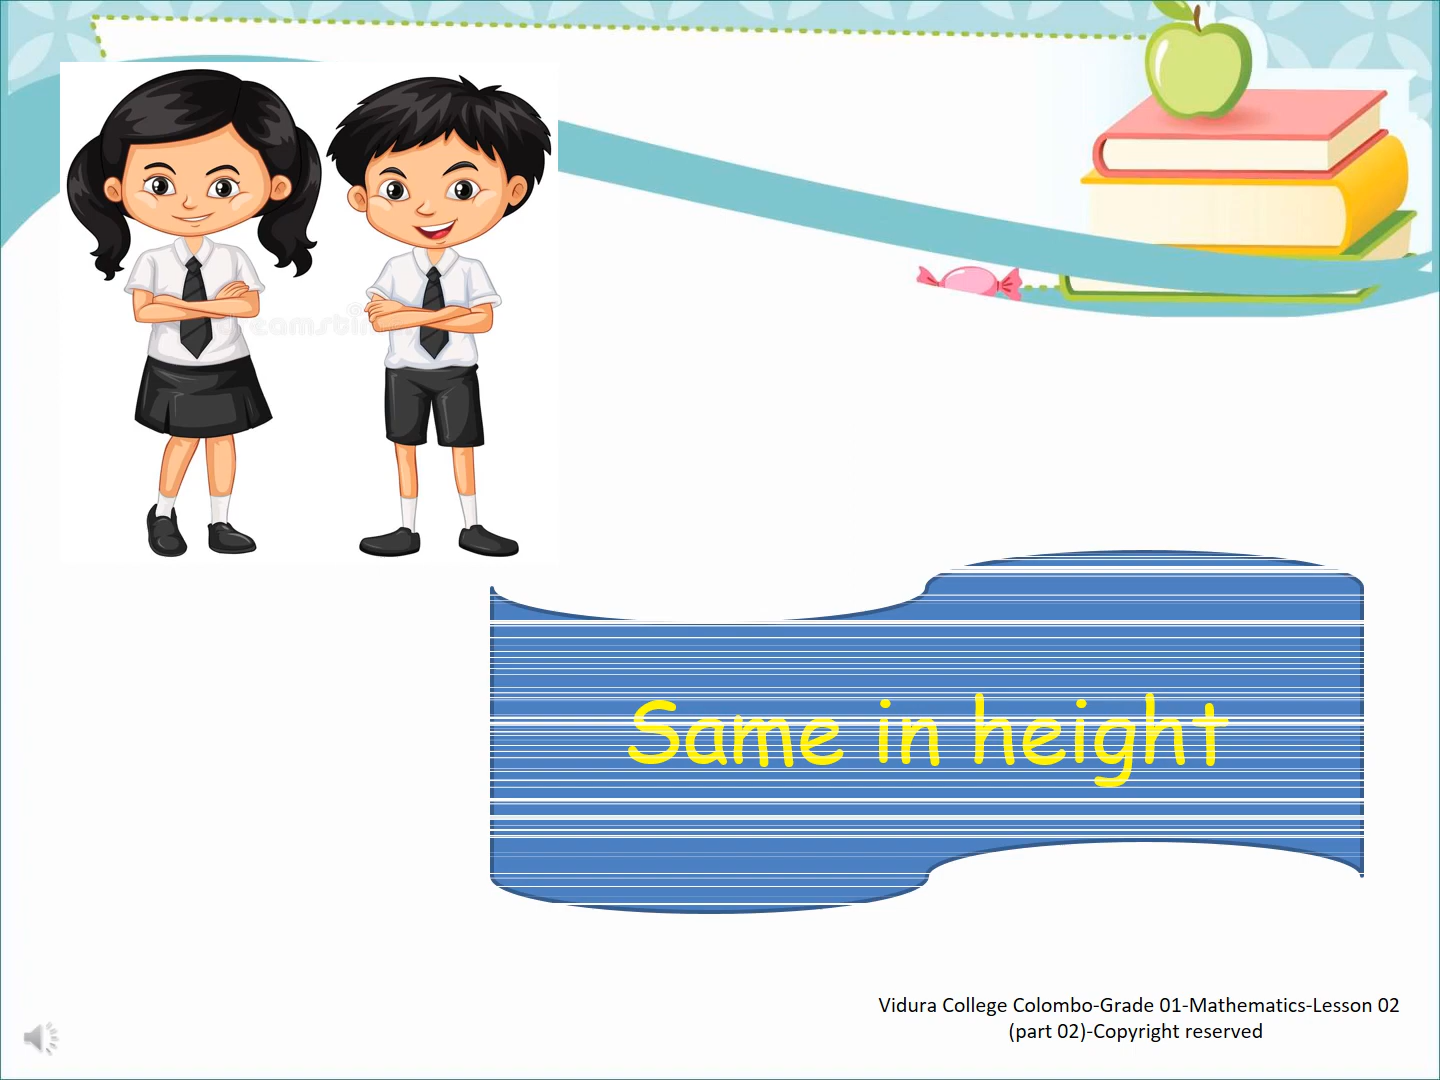 Same in height
Vidura College Colombo-Grade 01-Mathematics-Lesson 02
(part 02)-Copyright reserved